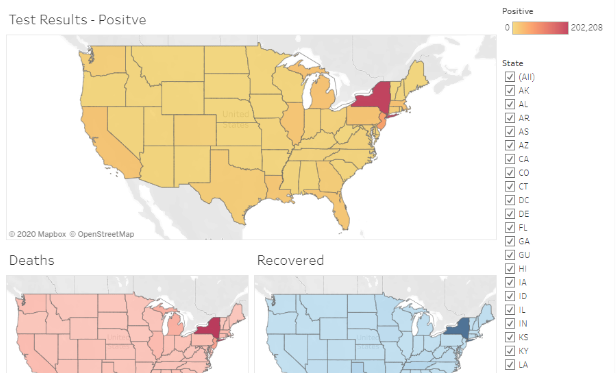 Test Results - Positve
Positive
0
202,208
State
(All)
AK
AL
AR
AS
AZ
CA
CO
CT
DC
DE
FL
GA
GU
HI
IA
ID
IL
IN
KS
KY
LA
United
States
© 2020 Mapbox © OpenStreetMap
Deaths
Recovered